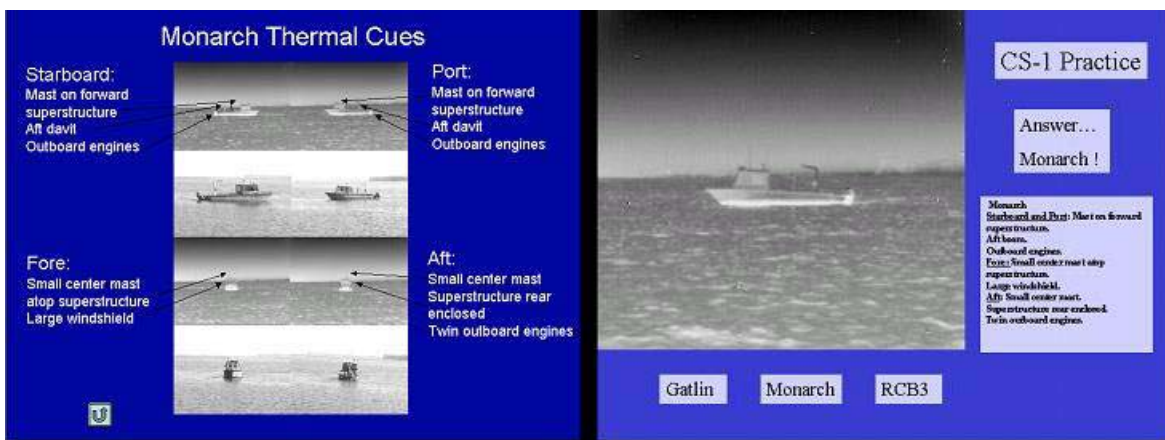 Monarch Thermal Cues
Starboard:
Mast on forward
superstructure
Aft davit
Outboard engines
Port:
Mast on forward
superstructure
Aft davit
Outboard engines
Fore:
Small center mast
atop superstructure
Large windshield
Aft:
Small center mast
Superstructure rear
enclosed
Twin outboard engines
CS-1 Practice
Answer...
Monarch !
Monarch
Starboard and Port: Mast on forward
superstructure.
Aft boom.
Outboard engines.
Fore: Small center mast atop
superstructure.
Large windshield.
Aft: Small center mast.
Superstructure rear enclosed.
Twin outboard engines.
Gatlin
Monarch
RCB3